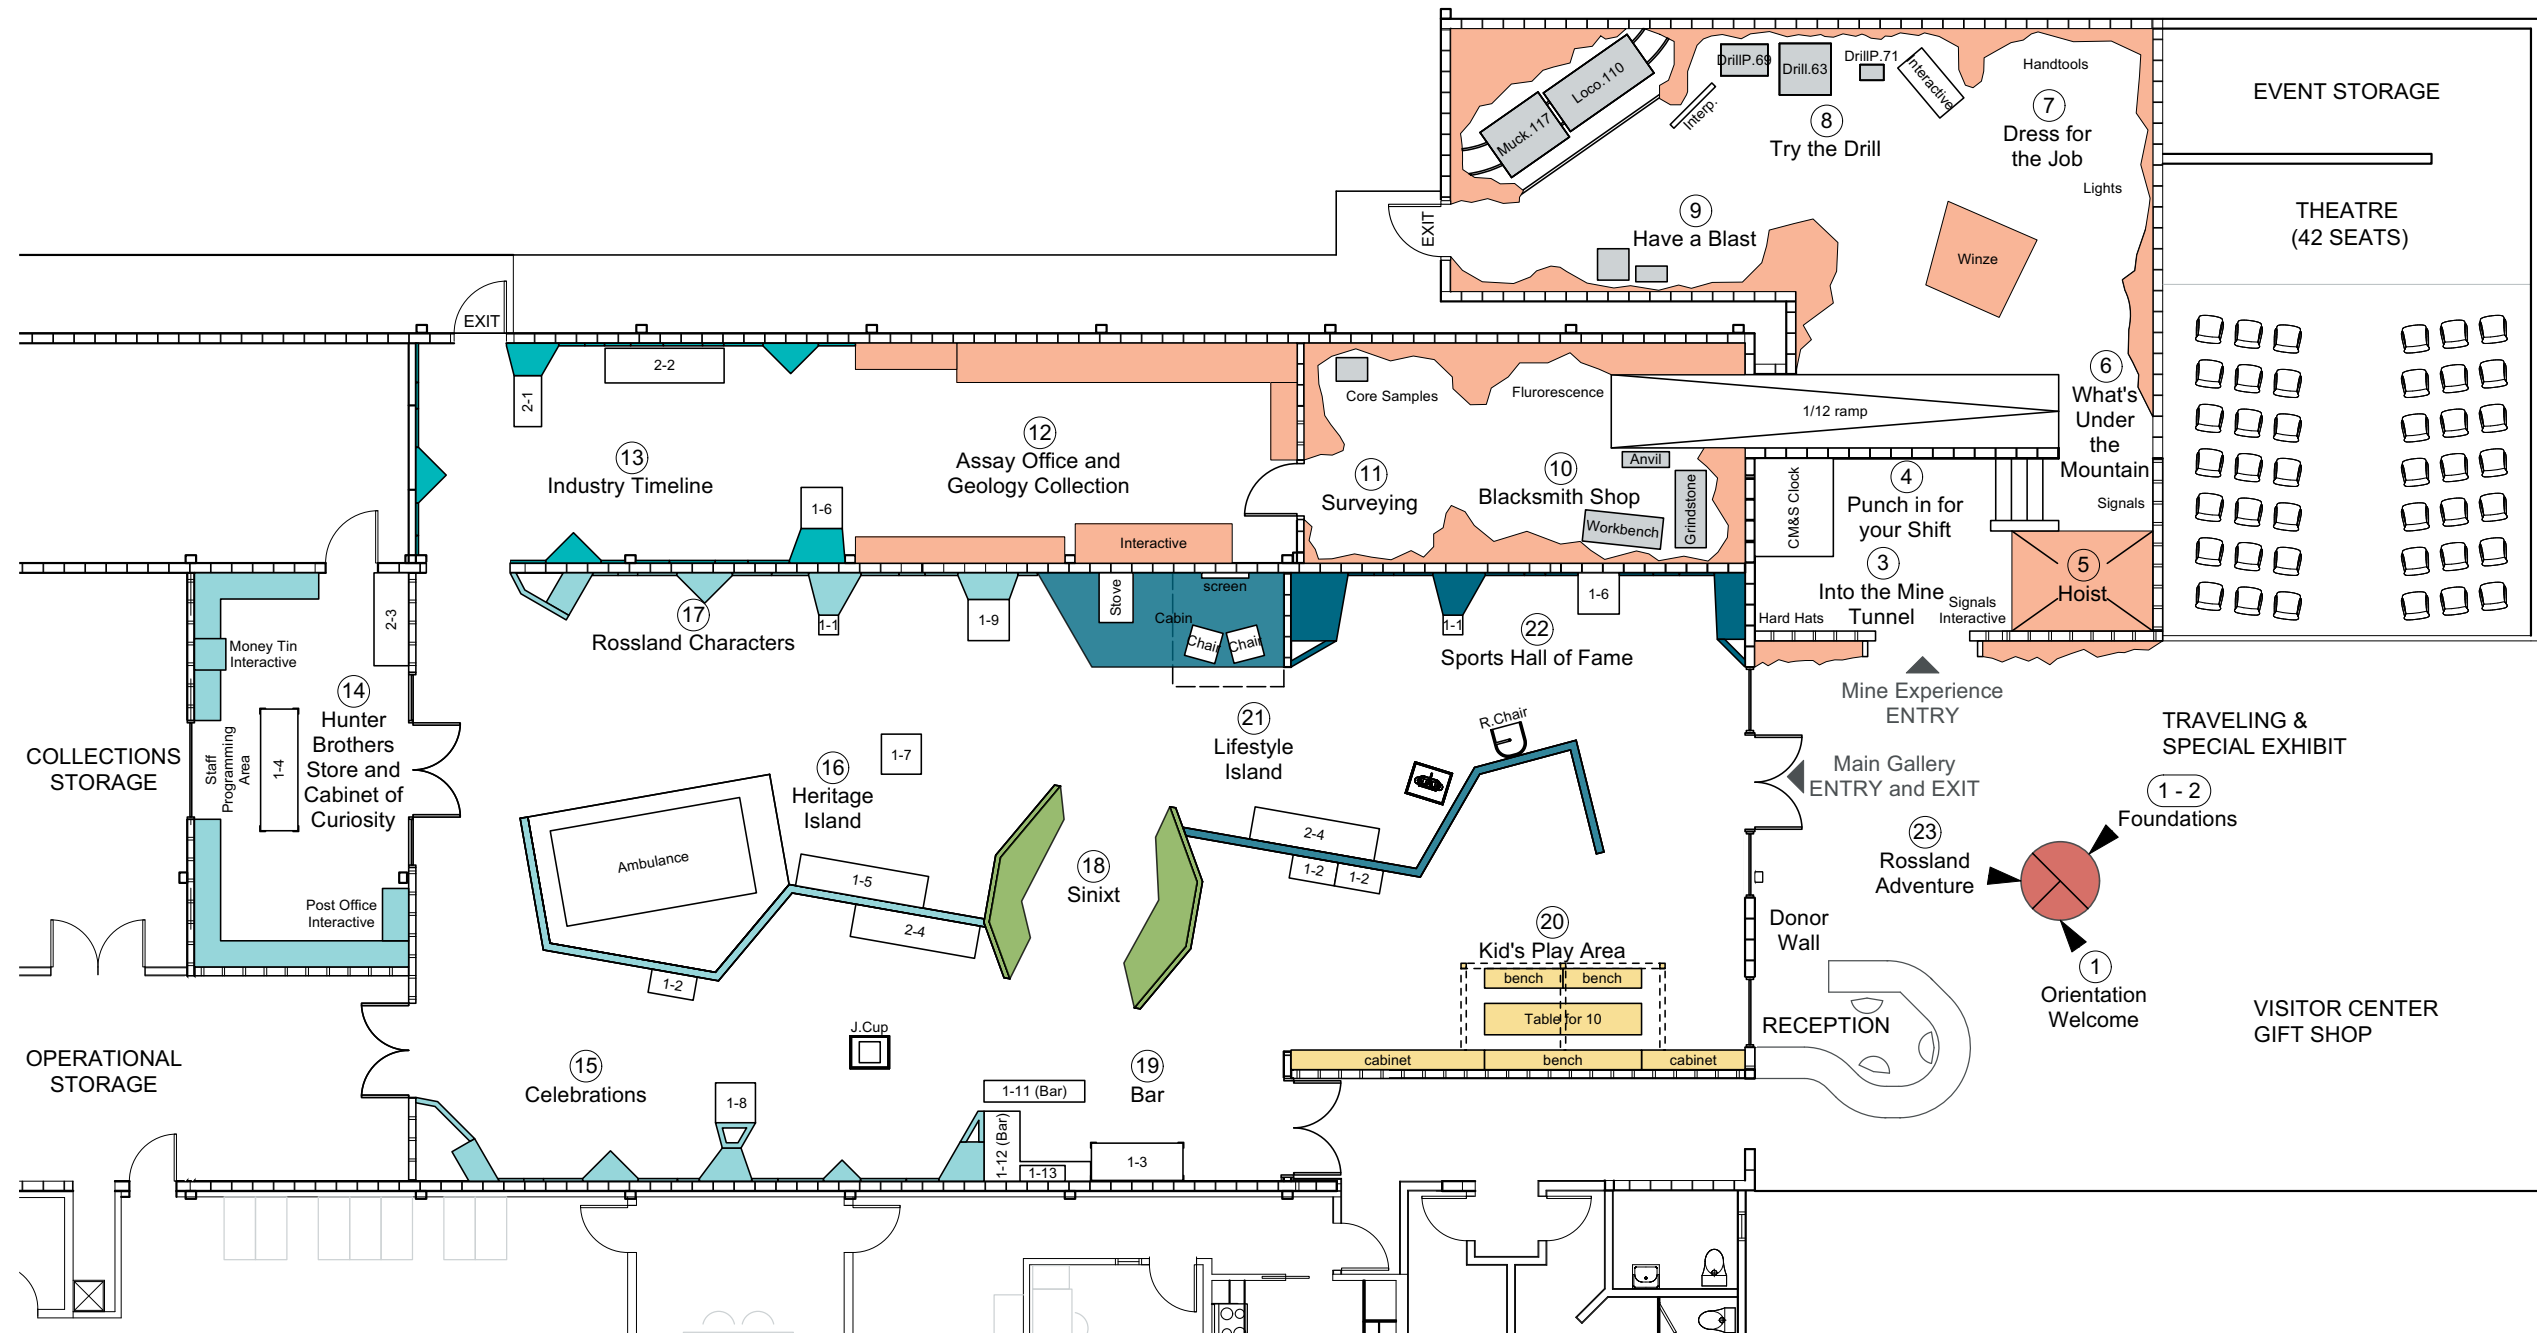 EVENT STORAGE
THEATRE
(42 SEATS)
DrillP.69
Drill.63
DrillP.71
Interactive
Handtools
7
Dress for
the Job
Lights
Loco.110
Muck.117
Interp.
8
Try the Drill
9
Have a Blast
EXIT
Winze
6
What's
Under
the
Mountain
Signals
EXIT
2-1
2-2
13
Industry Timeline
12
Assay Office and
Geology Collection
1-6
Interactive
Core Samples
Flurorescence
1/12 ramp
11
Surveying
10
Blacksmith Shop
Anvil
Workbench
Grindstone
CM&S Clock
4
Punch in for
your Shift
3
Into the Mine
Tunnel
Hard Hats
Signals
Interactive
5
Hoist
2-3
Money Tin
Interactive
14
Hunter
Brothers
Store and
Cabinet of
Curiosity
Staff
Programming
Area
1-4
Post Office
Interactive
COLLECTIONS
STORAGE
OPERATIONAL
STORAGE
17
Rossland Characters
1-1
1-9
Stove
screen
Cabin
Chair
Chair
1-1
1-6
22
Sports Hall of Fame
21
Lifestyle
Island
R.Chair
16
Heritage
Island
1-7
Ambulance
1-5
2-4
1-2
18
Sinixt
2-4
1-2
1-2
Mine Experience
ENTRY
Main Gallery
ENTRY and EXIT
TRAVELING &
SPECIAL EXHIBIT
1 - 2
Foundations
23
Rossland
Adventure
1
Orientation
Welcome
Donor
Wall
RECEPTION
VISITOR CENTER
GIFT SHOP
20
Kid's Play Area
bench
bench
Table for 10
cabinet
bench
cabinet
J.Cup
15
Celebrations
1-8
19
Bar
1-11 (Bar)
1-12 (Bar)
1-13
1-3